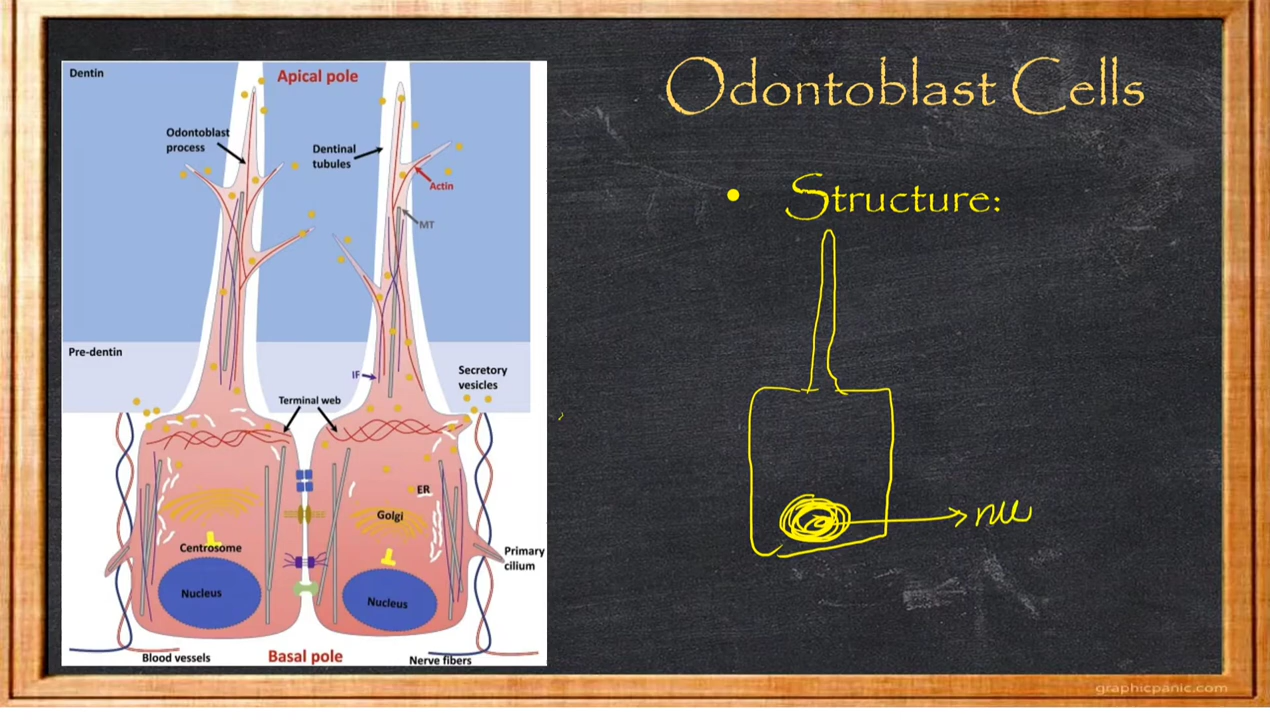 Odontoblast Cells
• Structure:
nu
Dentin
Apical pole
Odontoblast
process
Dentinal
tubules
Actin
MT
Pre-dentin
IF
Secretory
vesicles
Terminal web
ER
Golgi
Centrosome
Primary
cilium
Nucleus
Nucleus
Blood vessels
Basal pole
Nerve fibers
graphicpanic.com